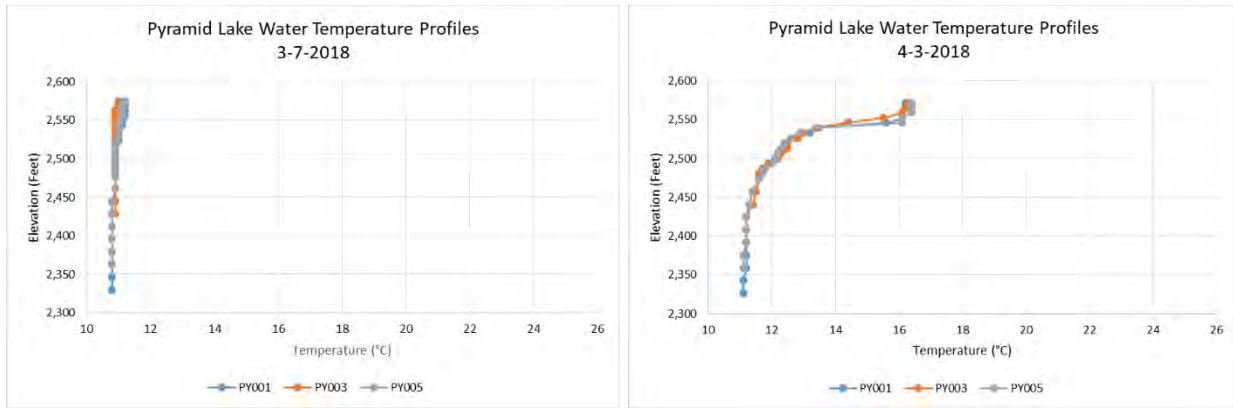 Pyramid Lake Water Temperature Profiles
3-7-2018
2,600
2,550
2,500
2,450
2,400
2,350
2,300
Elevation (Feet)
10 12 14 16 18 20 22 24 26
Temperature (°C)
PY001 PY003 PY005
Pyramid Lake Water Temperature Profiles
4-3-2018
2,600
2,550
2,500
2,450
2,400
2,350
2,300
Elevation (Feet)
10 12 14 16 18 20 22 24 26
Temperature (°C)
PY001 PY003 PY005